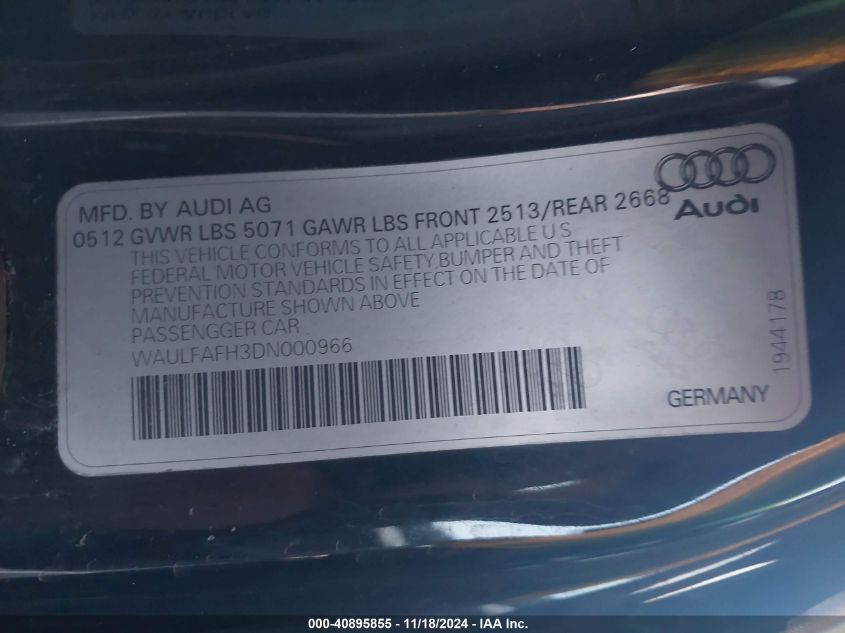 MFD. BY AUDI AG
0512 GVWR LBS 5071 GAWR LBS FRONT 2513/REAR 2668
Audi
THIS VEHICLE CONFORMS TO ALL APPLICABLE U S
FEDERAL MOTOR VEHICLE SAFETY,BUMPER AND THEFT
PREVENTION STANDARDS IN EFFECT ON THE DATE OF
MANUFACTURE SHOWN ABOVE
PASSENGGER CAR
WAULFAFH3DN000966
1944178
GERMANY
000-40895855 - 11/18/2024 - IAA Inc.